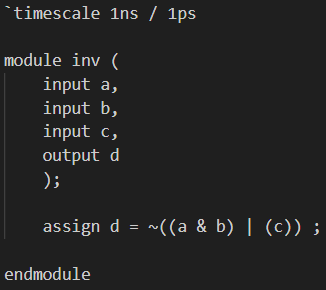 `timescale 1ns / 1ps
module inv (
input a,
input b,
input c,
output d
);
assign d = ~((a & b) | (c)) ;
endmodule